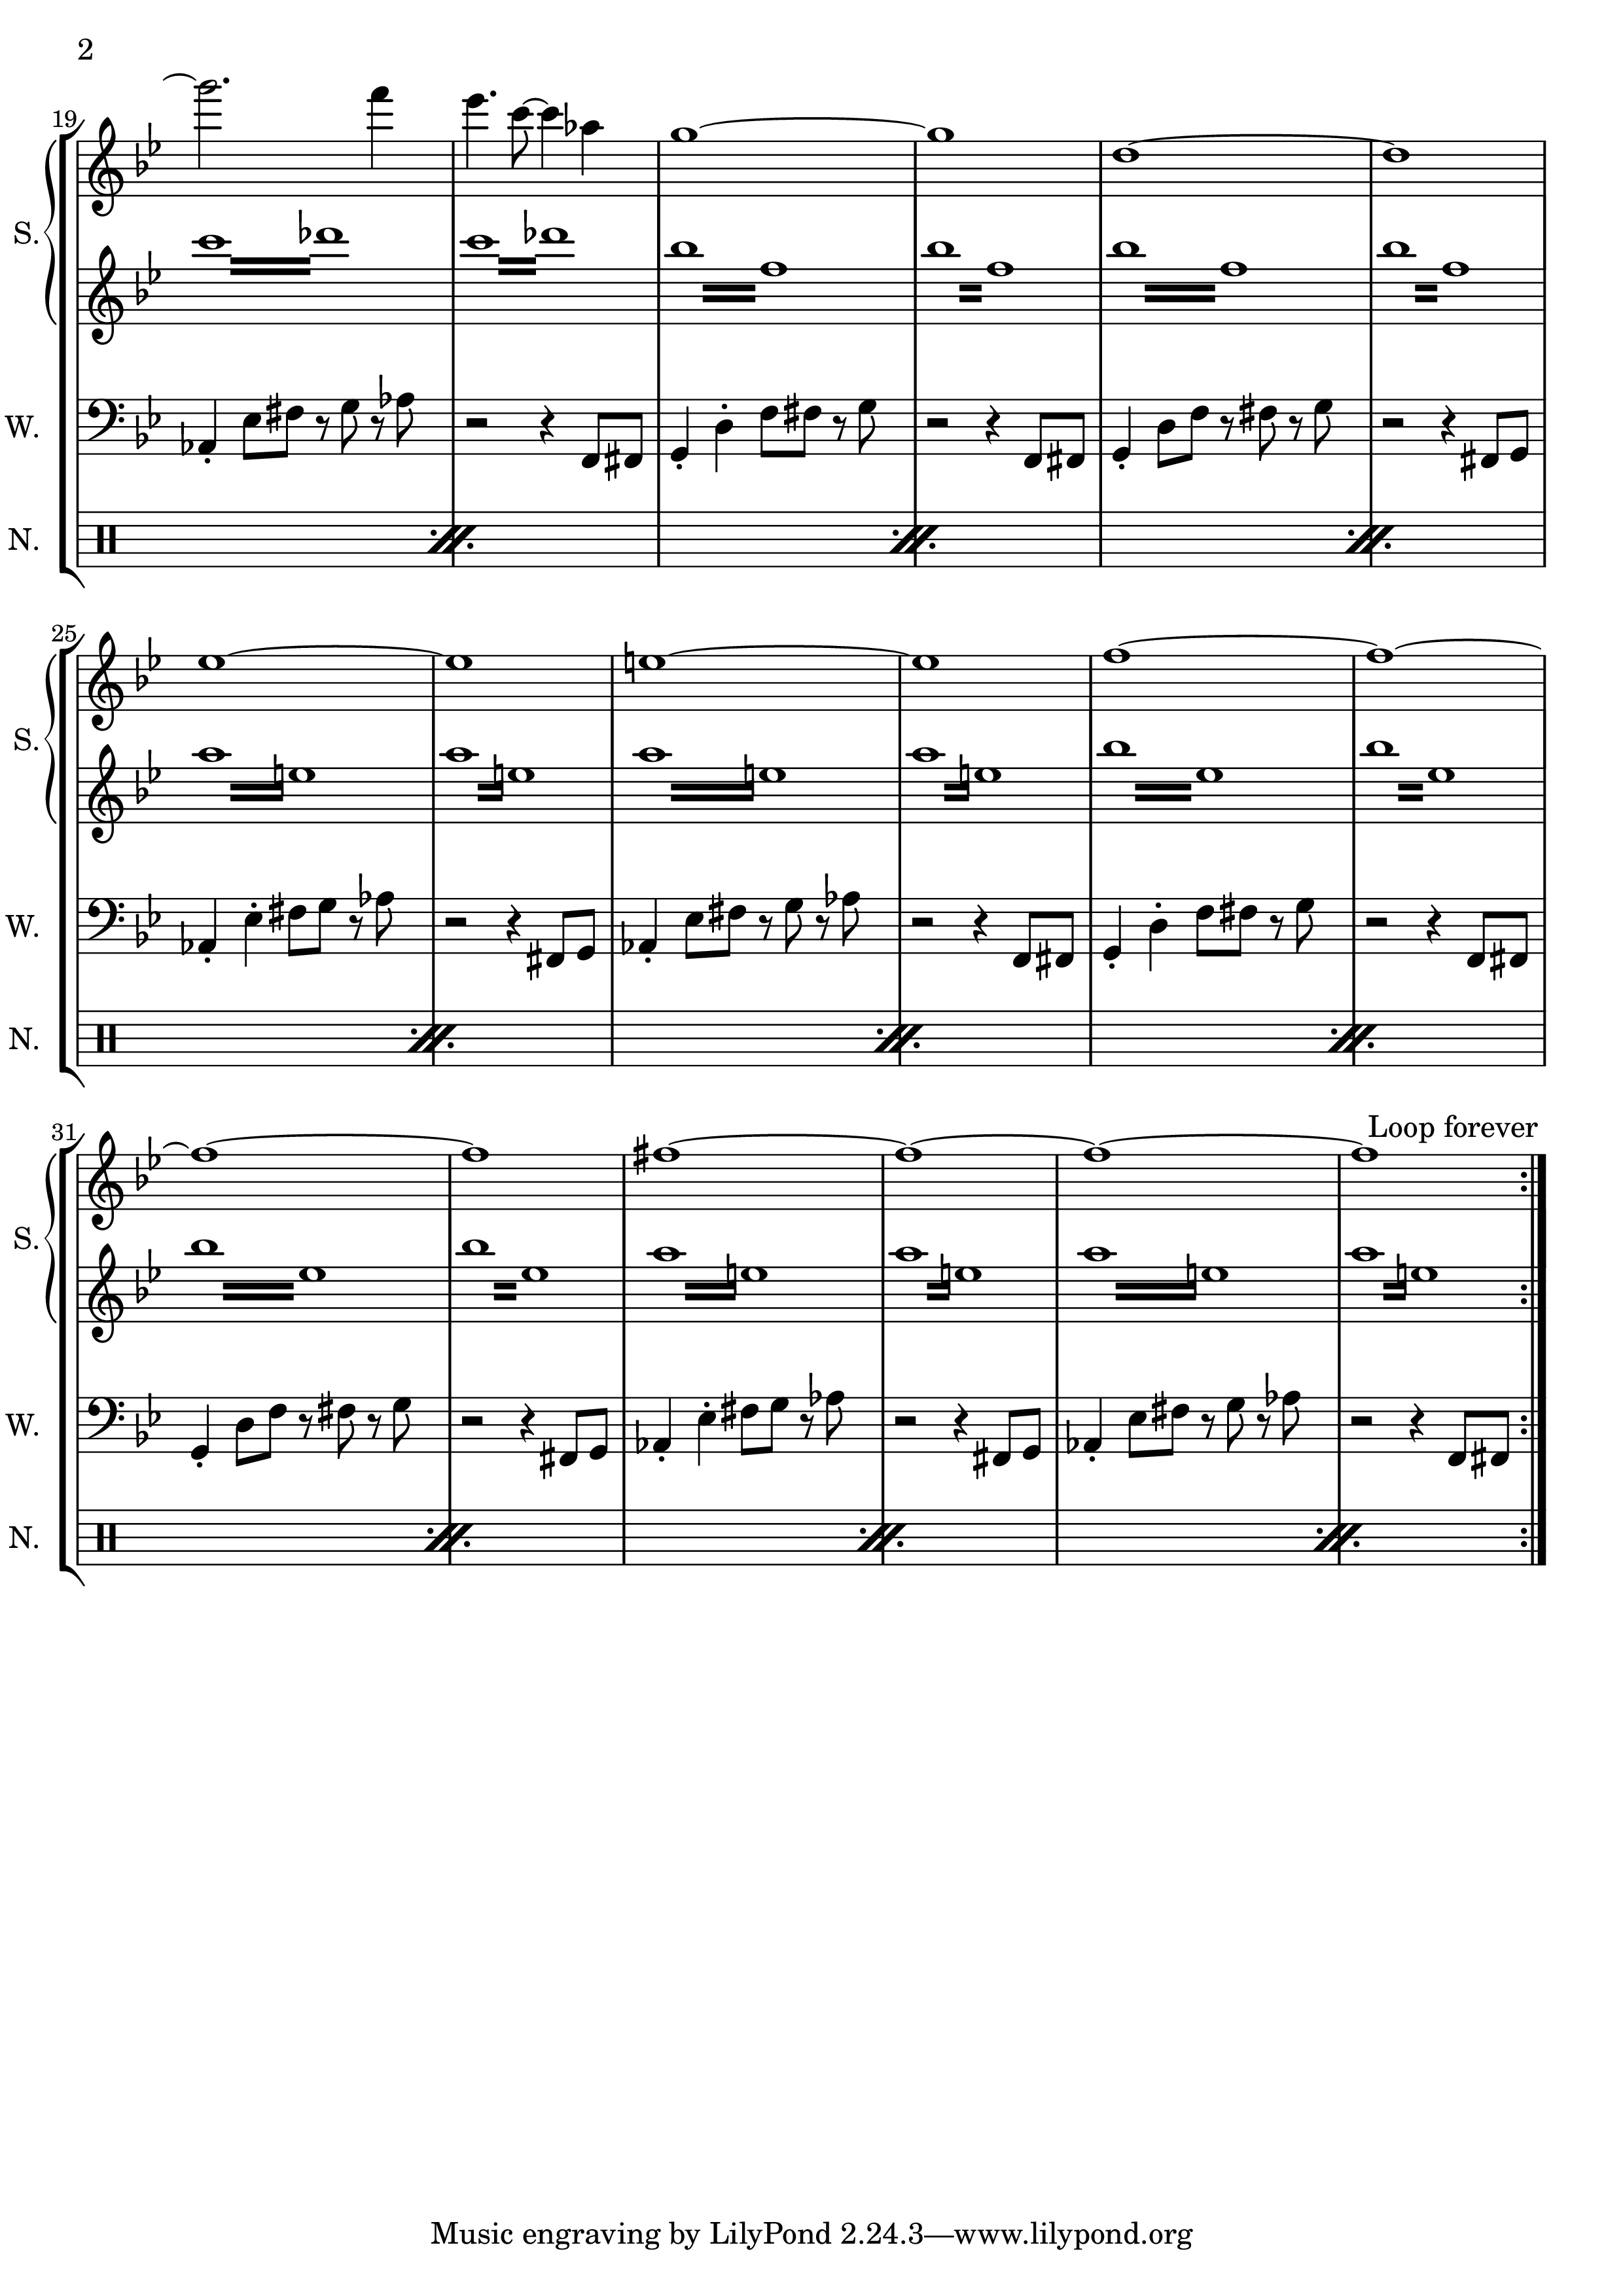 2
19
S.
W.
N.
25
S.
W.
N.
Loop forever
31
S.
W.
N.
Music engraving by LilyPond 2.24.3—www.lilypond.org